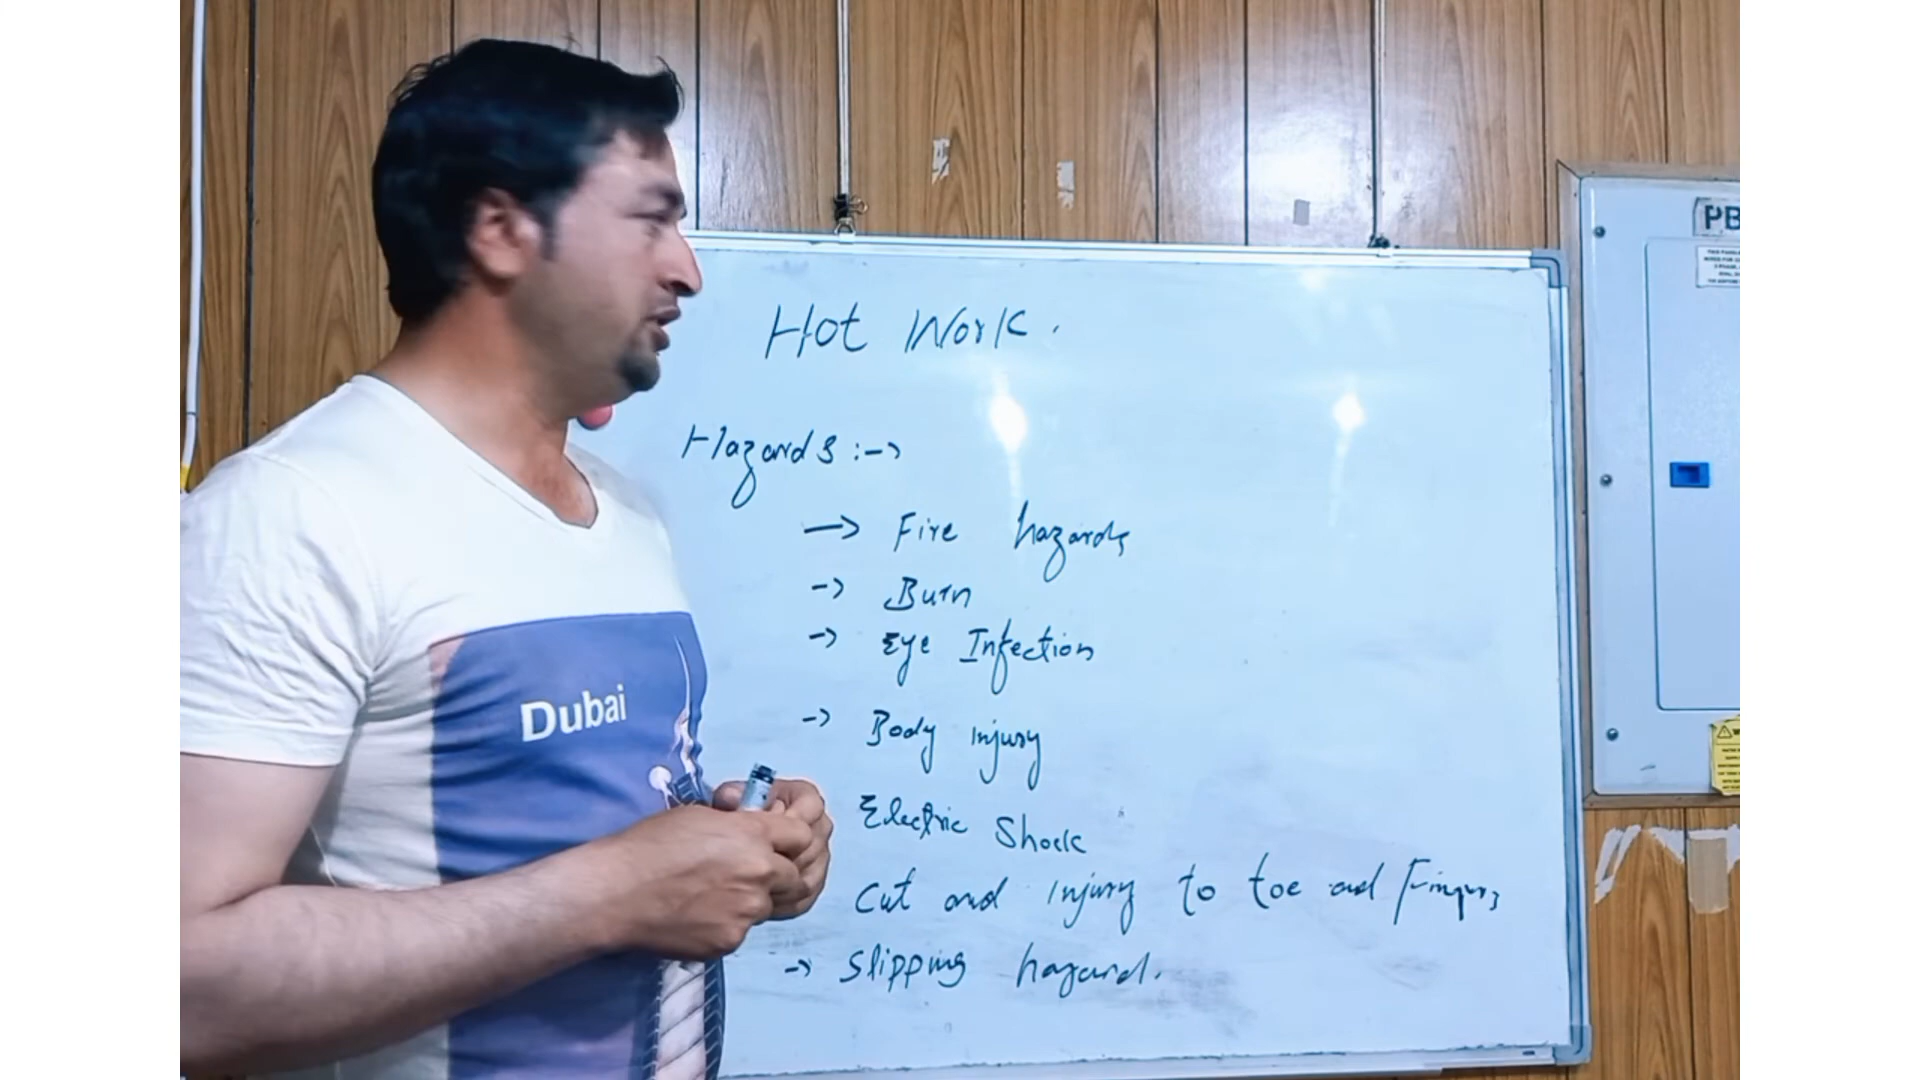 Hot Work.
Hazards :->
-> Fire hazards
-> Burn
-> Eye Infection
-> Body injury
Electric Shock
Cut and injury to toe and Fingers
-> Slipping hazard.
Dubai
PB